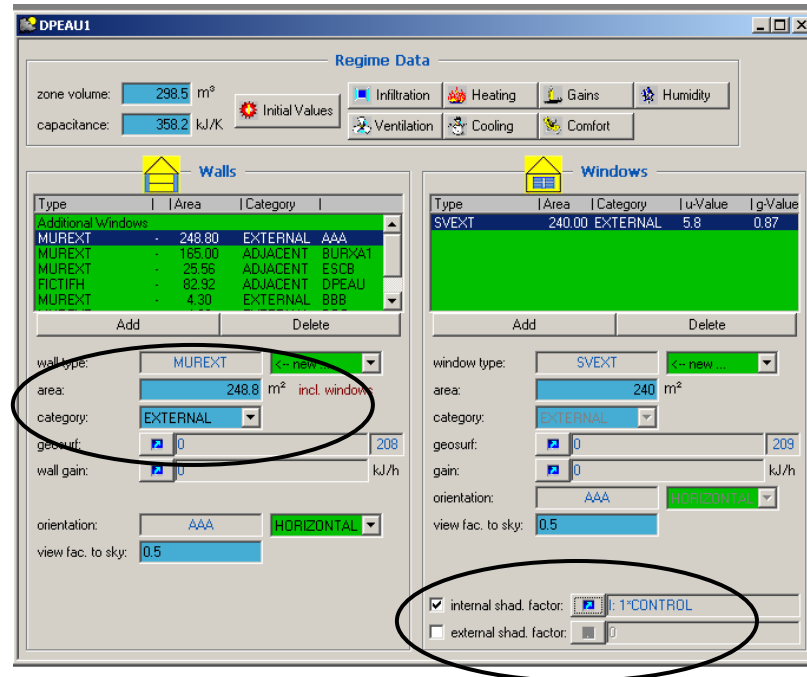 DPEAU1
Regime Data
zone volume: 298.5 m³
capacitance: 358.2 kJ/K
Initial Values
Infiltration Heating Gains Humidity
Ventilation Cooling Comfort
Walls
Type | | Area | Category |
Additional Windows
MUREXT - 248.80 EXTERNAL AAA
MUREXT - 165.00 ADJACENT BURXA1
MUREXT - 25.56 ADJACENT ESCB
FICTIFH - 82.92 ADJACENT DPEAU
MUREXT - 4.30 EXTERNAL BBB
Add Delete
wall type: MUREXT <-- new ...
area: 248.8 m² incl. windows
category: EXTERNAL
geosurf: 0 208
wall gain: 0 kJ/h
orientation: AAA HORIZONTAL
view fac. to sky: 0.5
Windows
Type | Area | Category | u-Value | g-Value
SVEXT 240.00 EXTERNAL 5.8 0.87
Add Delete
window type: SVEXT <-- new ...
area: 240 m²
category: EXTERNAL
geosurf: 0 209
gain: 0 kJ/h
orientation: AAA HORIZONTAL
view fac. to sky: 0.5
internal shad. factor: I: 1*CONTROL
external shad. factor: 0